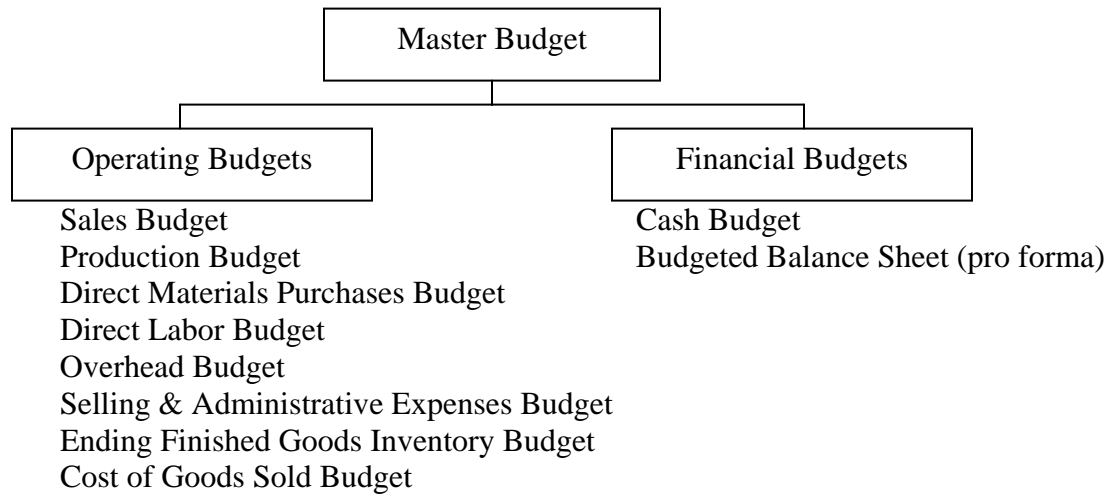 Master Budget
Operating Budgets
Sales Budget
Production Budget
Direct Materials Purchases Budget
Direct Labor Budget
Overhead Budget
Selling & Administrative Expenses Budget
Ending Finished Goods Inventory Budget
Cost of Goods Sold Budget
Financial Budgets
Cash Budget
Budgeted Balance Sheet (pro forma)